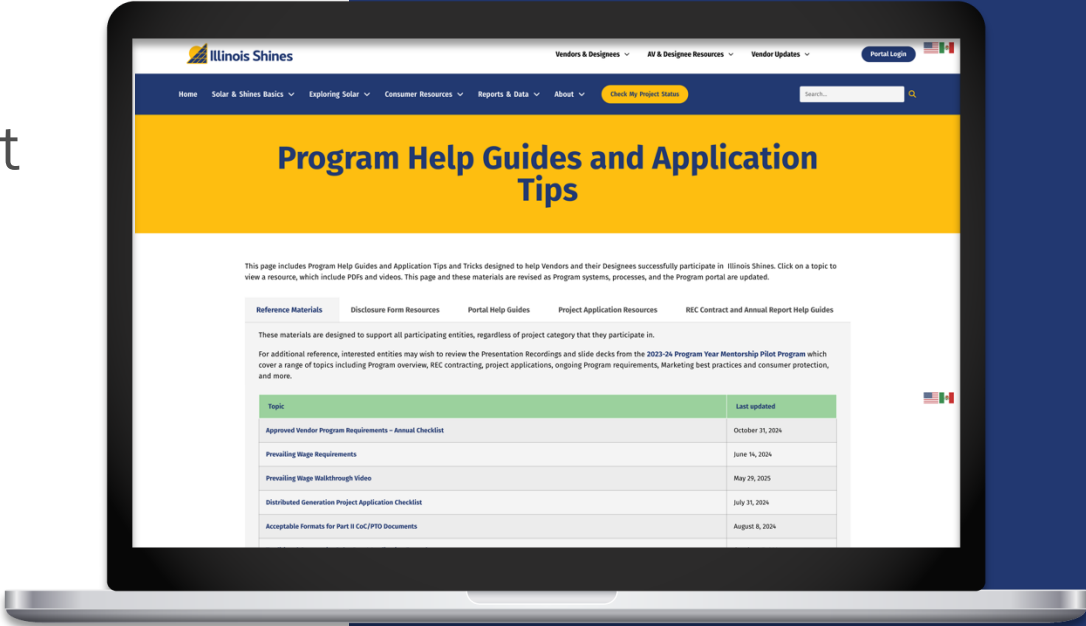 t
Illinois Shines
Vendors & Designees
AV & Designee Resources
Vendor Updates
Portal Login
Home
Solar & Shines Basics
Exploring Solar
Consumer Resources
Reports & Data
About
Check My Project Status
Search...
Program Help Guides and Application
Tips
This page includes Program Help Guides and Application Tips and Tricks designed to help Vendors and their Designees successfully participate in Illinois Shines. Click on a topic to
view a resource, which include PDFs and videos. This page and these materials are revised as Program systems, processes, and the Program portal are updated.
Reference Materials
Disclosure Form Resources
Portal Help Guides
Project Application Resources
REC Contract and Annual Report Help Guides
These materials are designed to support all participating entities, regardless of project category that they participate in.
For additional reference, interested entities may wish to review the Presentation Recordings and slide decks from the 2023-24 Program Year Mentorship Pilot Program which
cover a range of topics including Program overview, REC contracting, project applications, ongoing Program requirements, Marketing best practices and consumer protection,
and more.
Topic
Last updated
Approved Vendor Program Requirements – Annual Checklist
October 31, 2024
Prevailing Wage Requirements
June 14, 2024
Prevailing Wage Walkthrough Video
May 29, 2025
Distributed Generation Project Application Checklist
July 31, 2024
Acceptable Formats for Part II CoC/PTO Documents
August 8, 2024